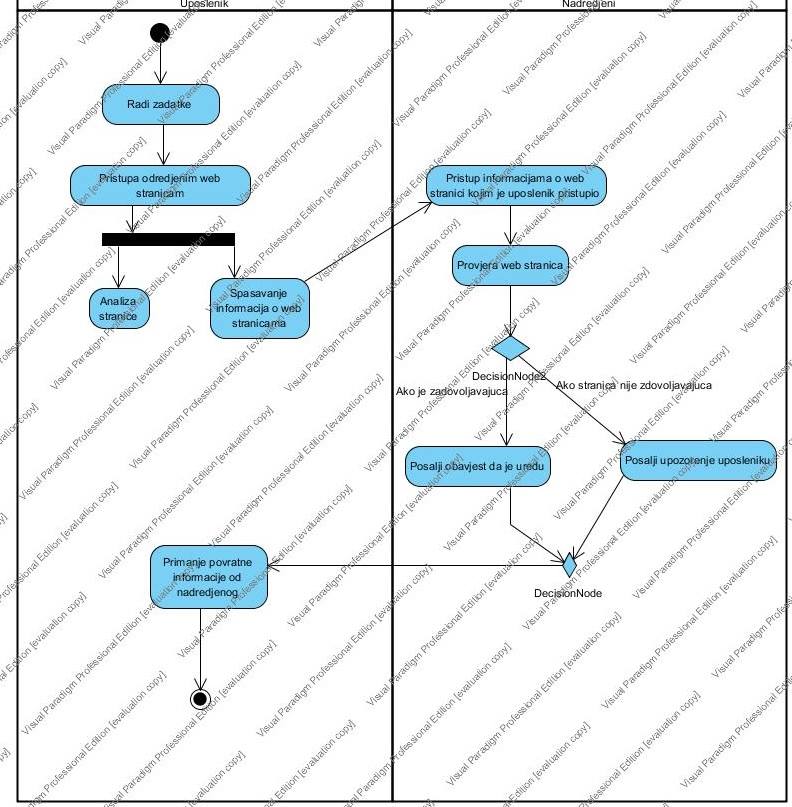 Uposlenik
Nadredjeni
Radi zadatke
Pristupa odredjenim web
stranicam
Analiza
stranice
Spasavanje
informacija o web
stranicama
Pristup informacijama o web
stranici kojim je uposlenik pristupio
Provjera web stranica
DecisionNode2
Ako je zadovoljavajuca
Ako stranica nije zdovoljavajuca
Posalji obavjest da je uredu
Posalji upozorenje uposleniku
DecisionNode
Primanje povratne
informacije od
nadredjenog
Visual Paradigm Professional Edition [evaluation copy]